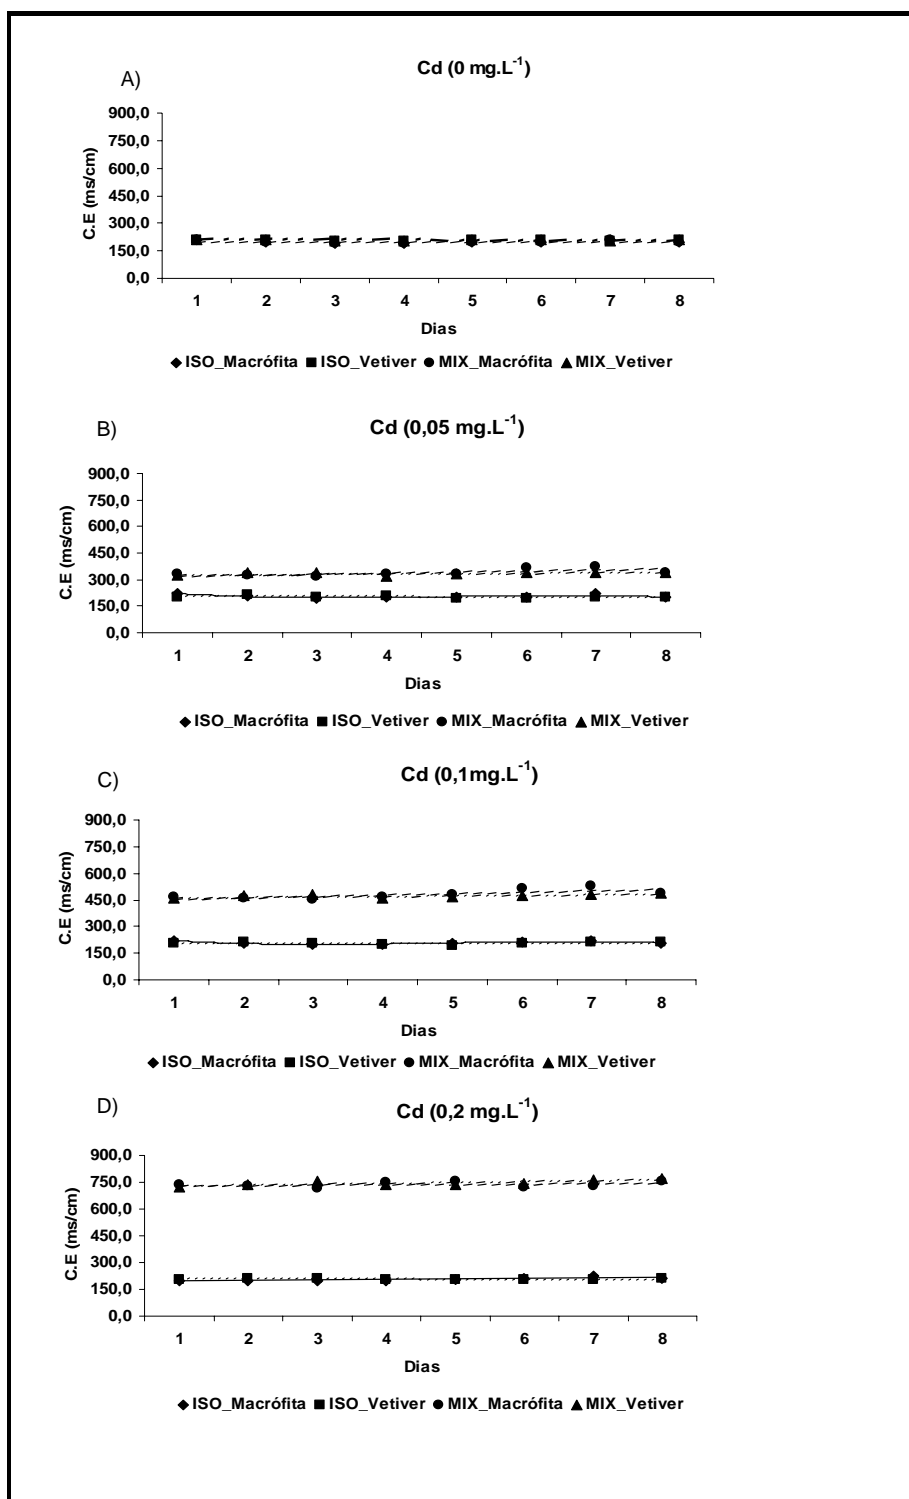 A)
Cd (0 mg.L⁻¹)
900,0
750,0
600,0
450,0
300,0
150,0
0,0
C.E (ms/cm)
1 2 3 4 5 6 7 8
Dias
ISO_Macrófita ISO_Vetiver MIX_Macrófita MIX_Vetiver
B)
Cd (0,05 mg.L⁻¹)
900,0
750,0
600,0
450,0
300,0
150,0
0,0
C.E (ms/cm)
1 2 3 4 5 6 7 8
Dias
ISO_Macrófita ISO_Vetiver MIX_Macrófita MIX_Vetiver
C)
Cd (0,1mg.L⁻¹)
900,0
750,0
600,0
450,0
300,0
150,0
0,0
C.E (ms/cm)
1 2 3 4 5 6 7 8
Dias
ISO_Macrófita ISO_Vetiver MIX_Macrófita MIX_Vetiver
D)
Cd (0,2 mg.L⁻¹)
900,0
750,0
600,0
450,0
300,0
150,0
0,0
C.E (ms/cm)
1 2 3 4 5 6 7 8
Dias
ISO_Macrófita ISO_Vetiver MIX_Macrófita MIX_Vetiver